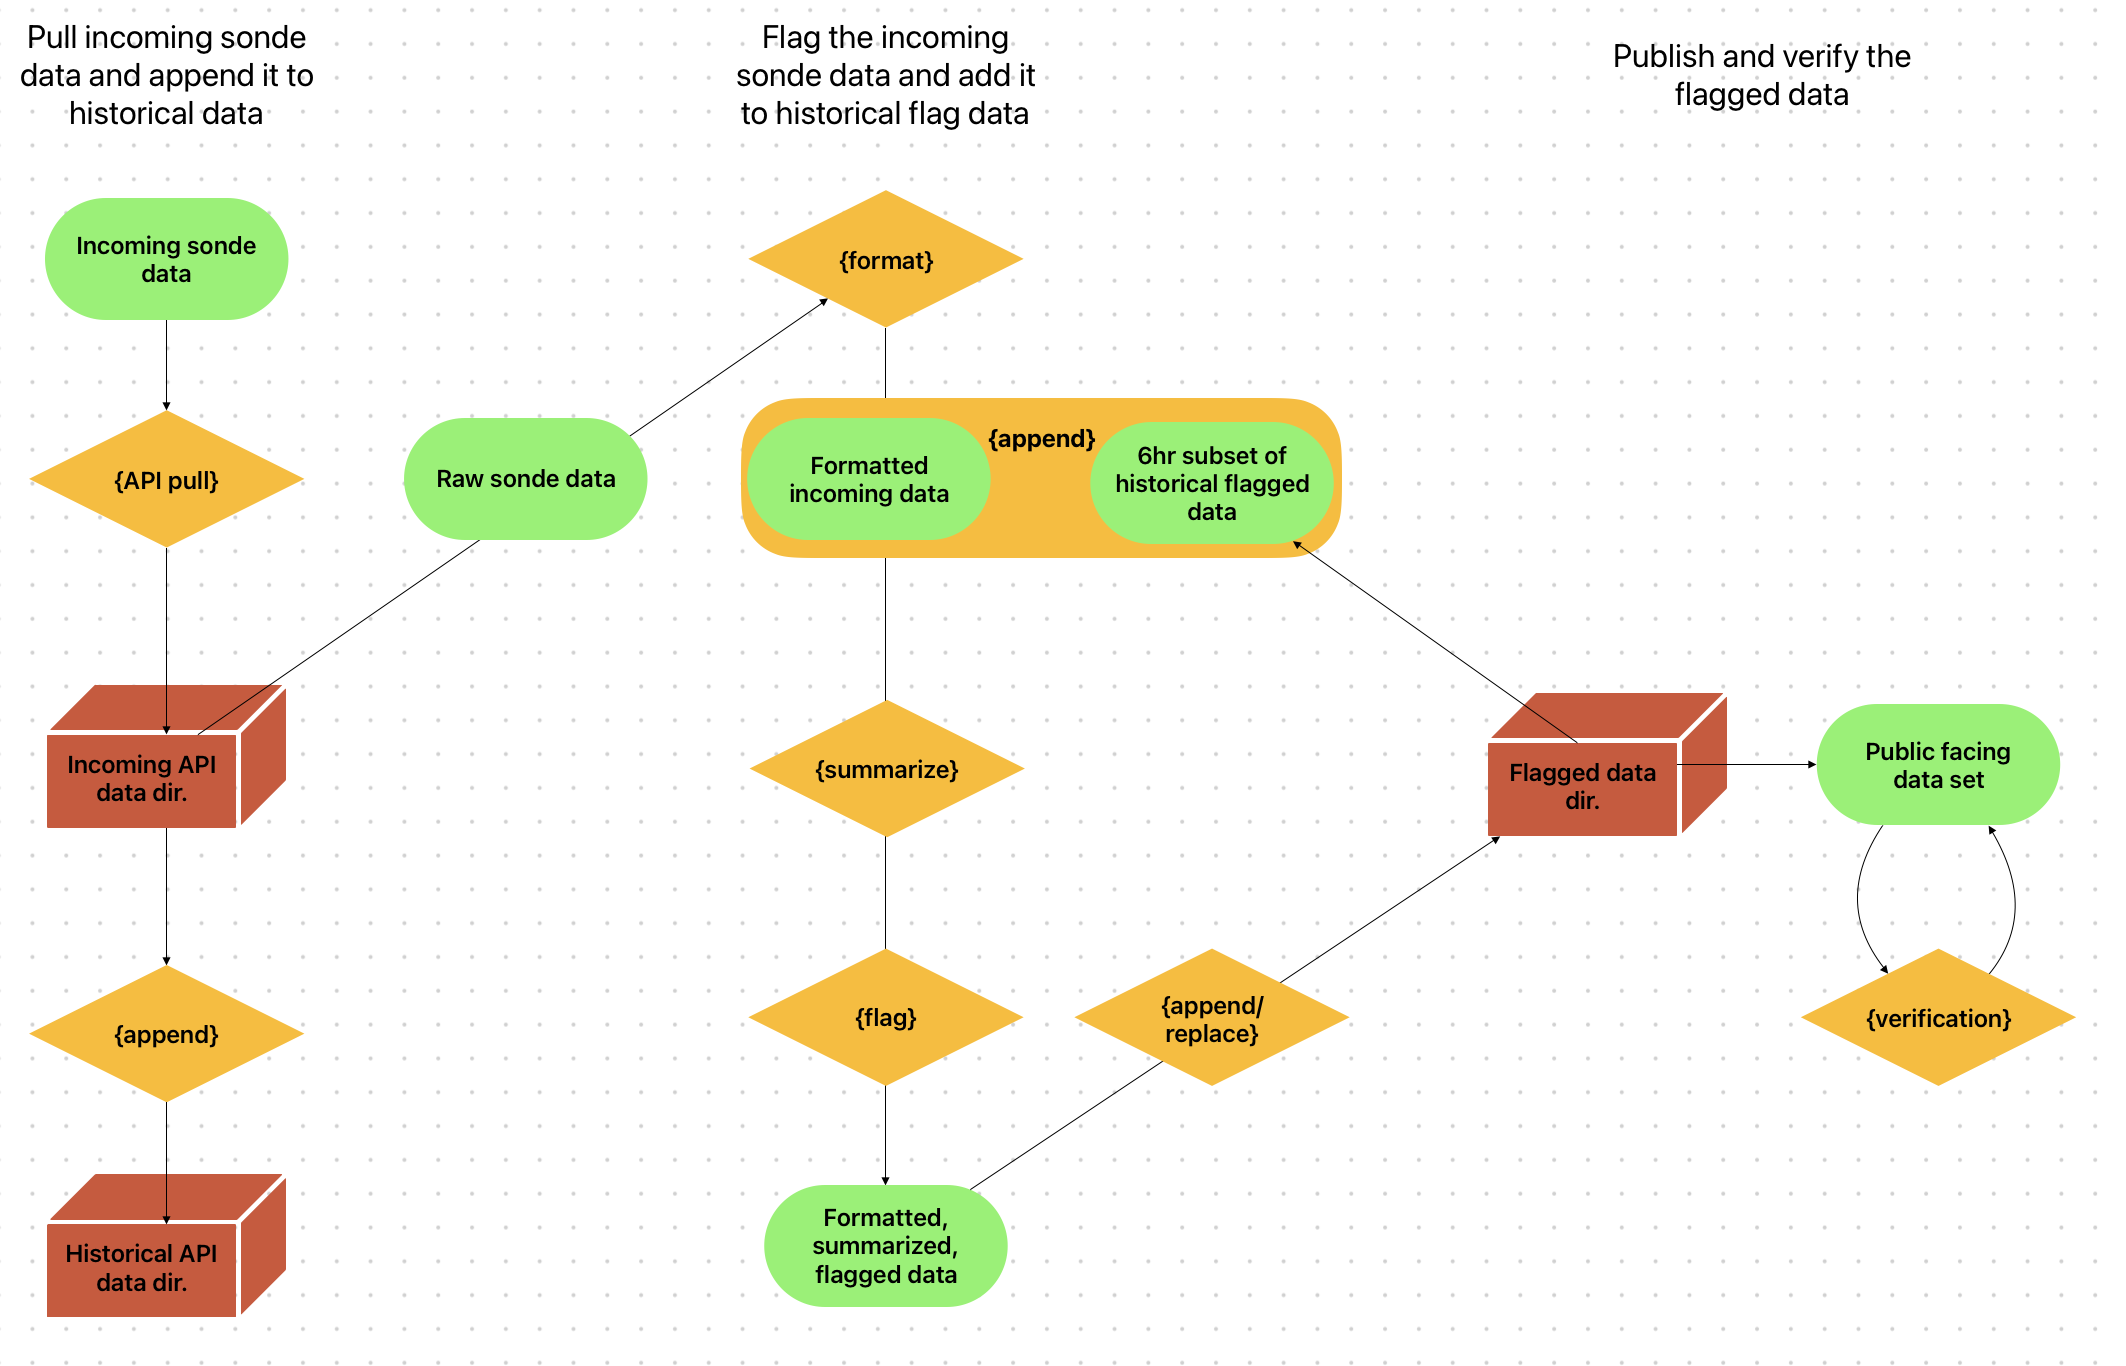 Pull incoming sonde
data and append it to
historical data
Flag the incoming
sonde data and add it
to historical flag data
Publish and verify the
flagged data
Incoming sonde
data
{API pull}
Incoming API
data dir.
{append}
Historical API
data dir.
Raw sonde data
{format}
{append}
Formatted
incoming data
6hr subset of
historical flagged
data
{summarize}
{flag}
Formatted,
summarized,
flagged data
{append/
replace}
Flagged data
dir.
Public facing
data set
{verification}